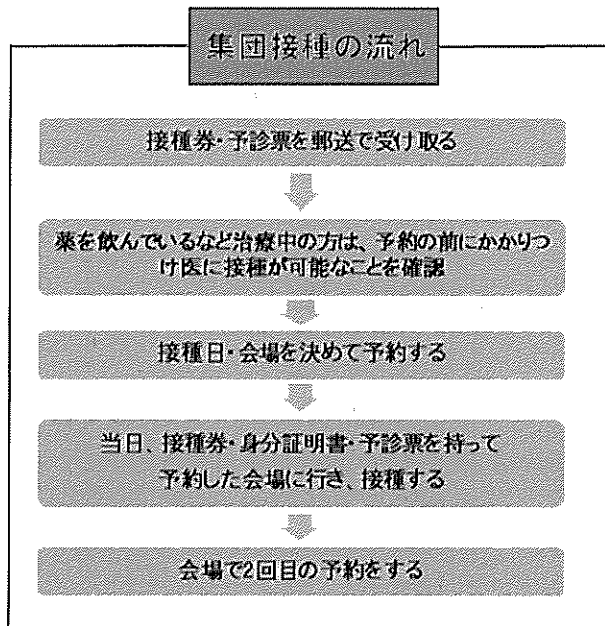 集団接種の流れ
接種券・予診票を郵送で受け取る
薬を飲んでいるなど治療中の方は、予約の前にかかりつ
け医に接種が可能なことを確認
接種日・会場を決めて予約する
当日、接種券・身分証明書・予診票を持って
予約した会場に行き、接種する
会場で2回目の予約をする